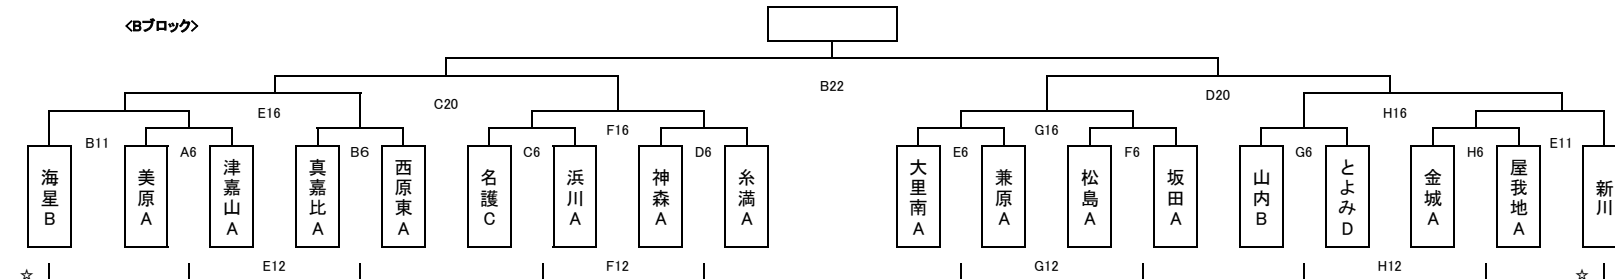 <Bブロック>
B22
C20
D20
E16
H16
F16
G16
B11
E11
A6
B6
C6
D6
E6
F6
G6
H6
海星B
美原A
津嘉山A
真嘉比A
西原東A
名護C
浜川A
神森A
糸満A
大里南A
兼原A
松島A
坂田A
山内B
とよみD
金城A
屋我地A
新川
☆
E12
F12
G12
H12
☆